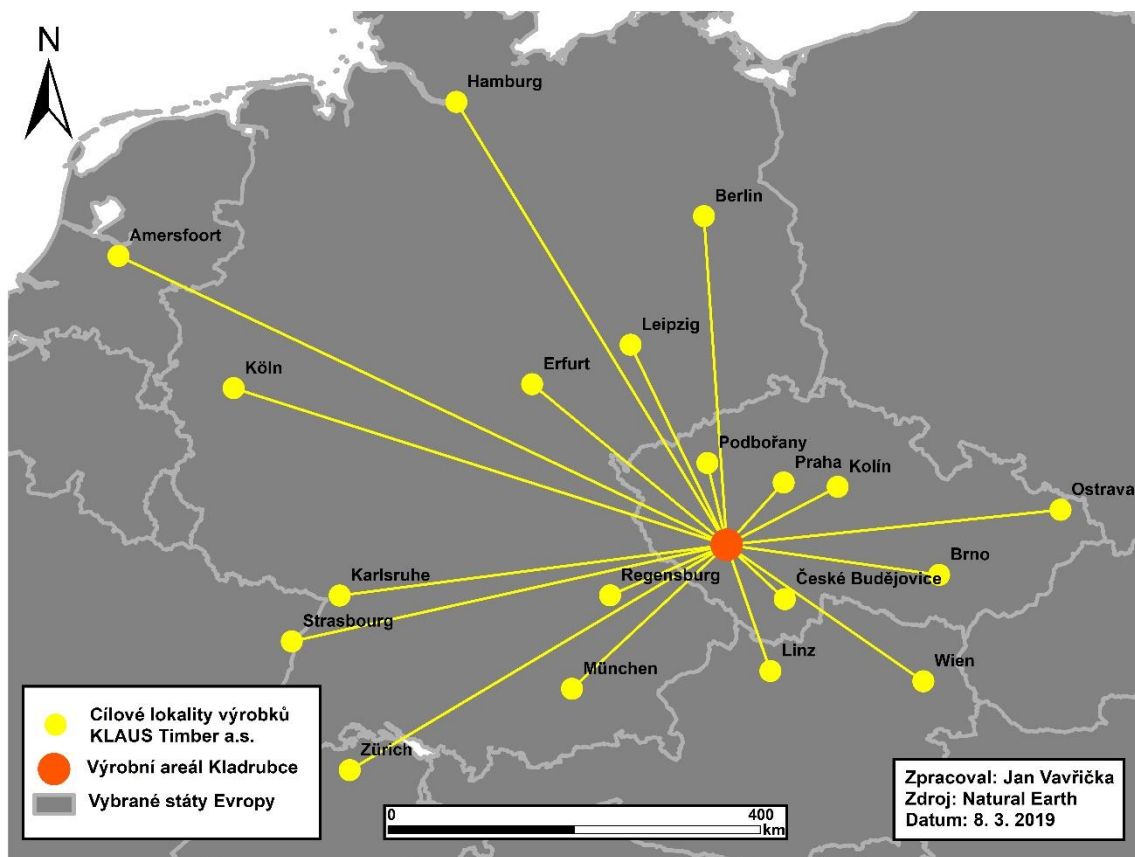 N
Hamburg
Berlin
Amersfoort
Leipzig
Köln
Erfurt
Podbořany
Praha
Kolín
Ostrava
Brno
Karlsruhe
Regensburg
České Budějovice
Strasbourg
Linz
Wien
München
Zürich
Cílové lokality výrobků
KLAUS Timber a.s.
Výrobní areál Kladrubce
Vybrané státy Evropy
0
400
km
Zpracoval: Jan Vavřička
Zdroj: Natural Earth
Datum: 8. 3. 2019